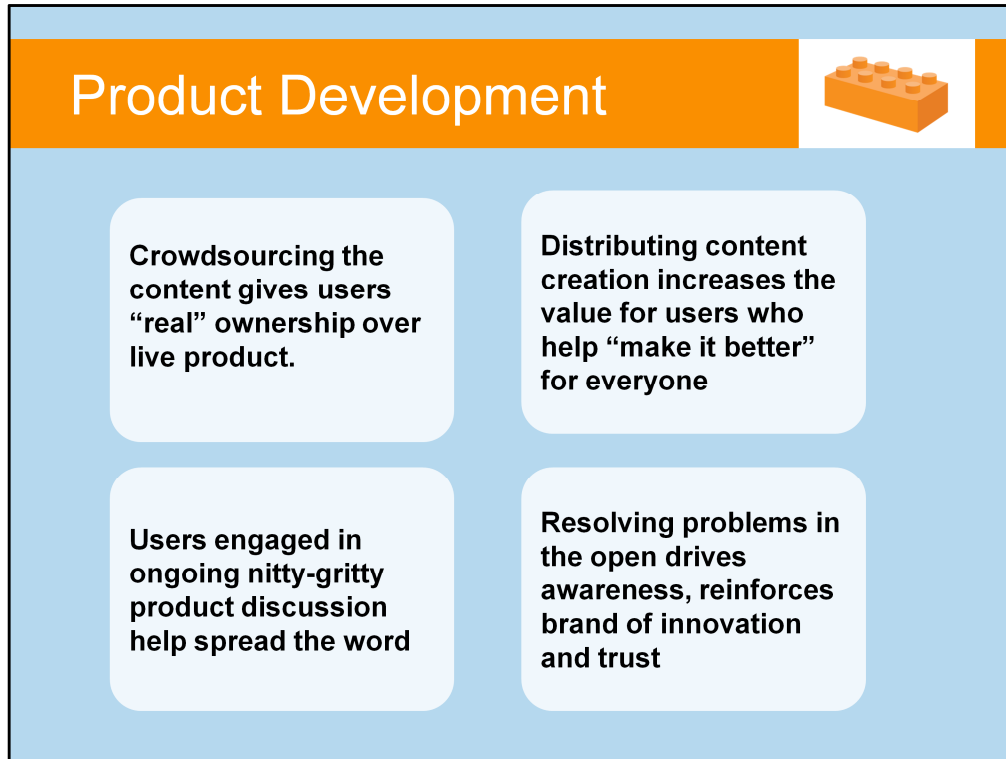 Product Development
Crowdsourcing the
content gives users
“real” ownership over
live product.
Distributing content
creation increases the
value for users who
help “make it better”
for everyone
Users engaged in
ongoing nitty-gritty
product discussion
help spread the word
Resolving problems in
the open drives
awareness, reinforces
brand of innovation
and trust